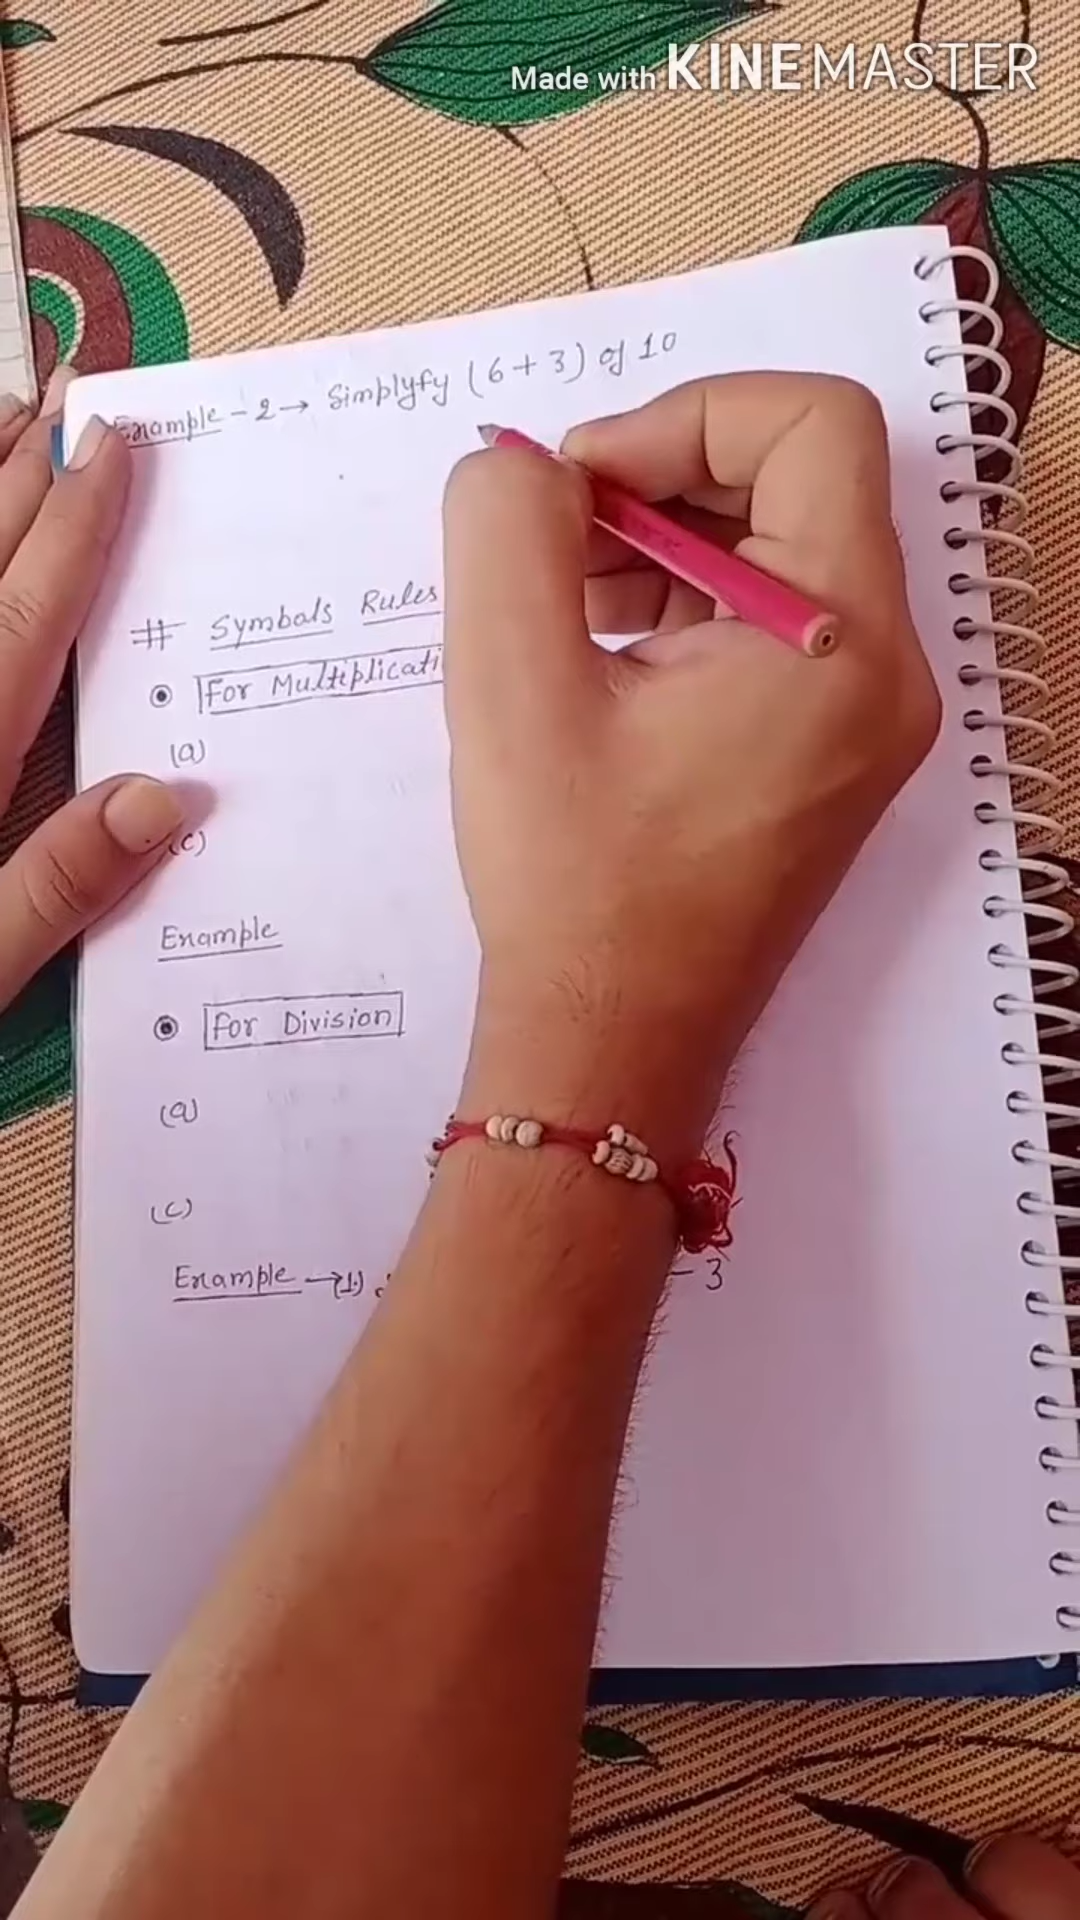 Made with KINEMASTER
Example - 2 → Simplyfy (6 + 3) of 10
# Symbols Rules
For Multiplicati
(a)
(c)
Example
For Division
(a)
(c)
Example → (1) - 3